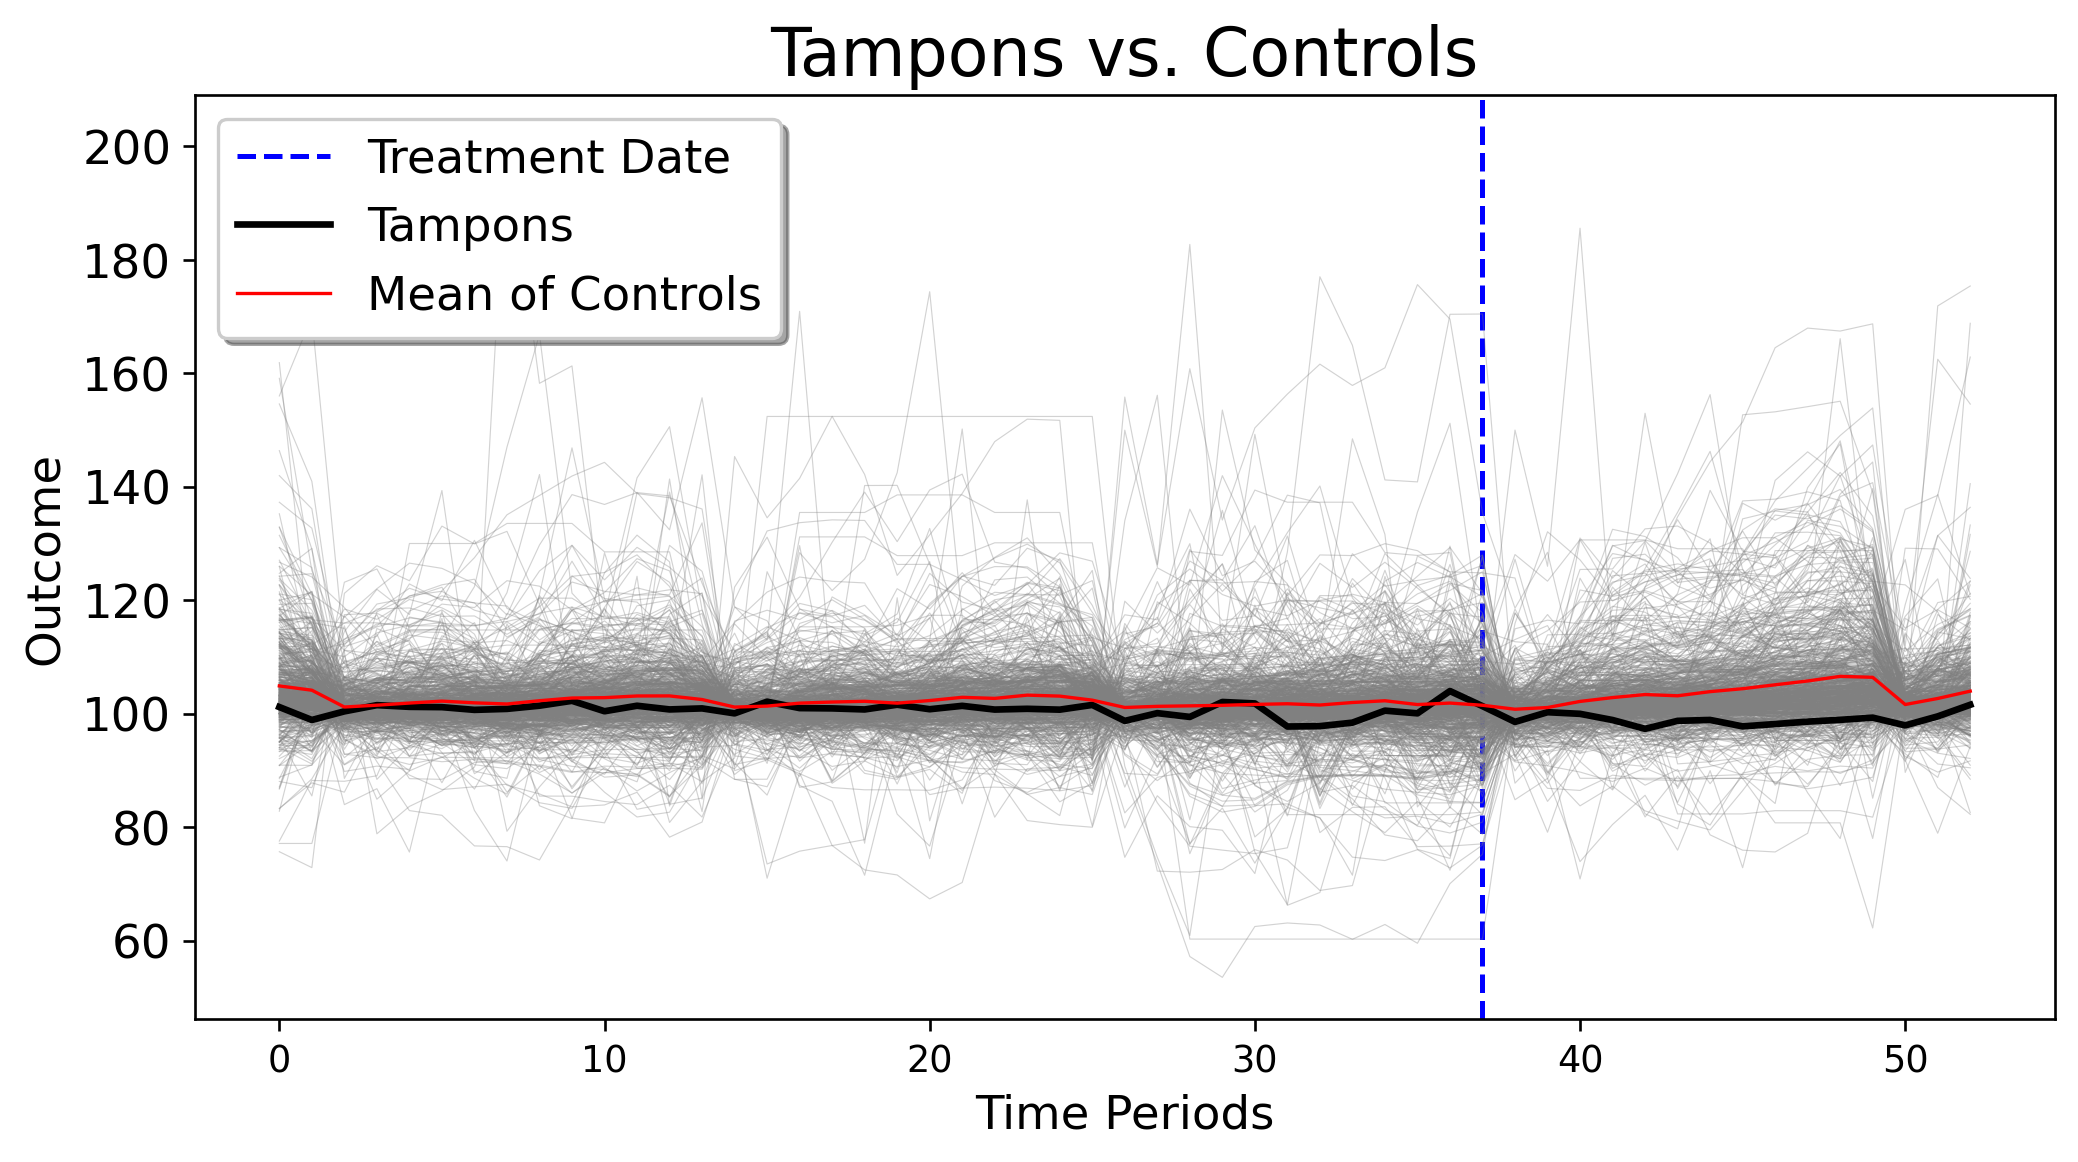 Tampons vs. Controls
Treatment Date
Tampons
Mean of Controls
200
180
160
140
120
100
80
60
Outcome
0 10 20 30 40 50
Time Periods